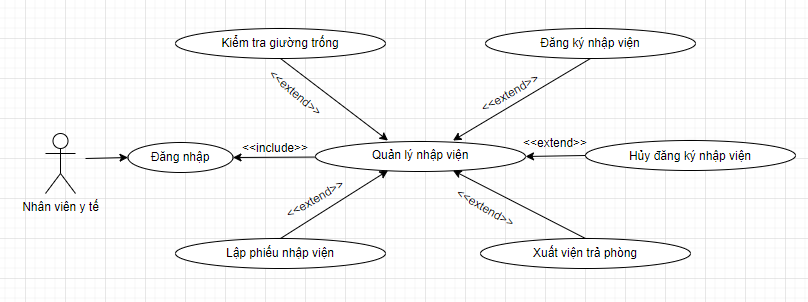 Kiểm tra giường trống
Đăng ký nhập viện
<<extend>>
<<extend>>
Đăng nhập
<<include>>
Quản lý nhập viện
<<extend>>
Hủy đăng ký nhập viện
Nhân viên y tế
<<extend>>
<<extend>>
Lập phiếu nhập viện
Xuất viện trả phòng